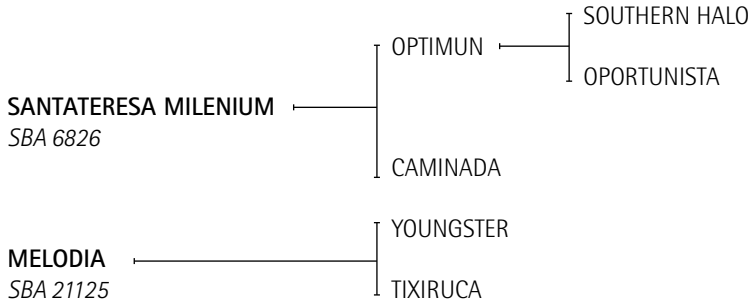 SOUTHERN HALO
OPTIMUN
OPORTUNISTA
SANTATERESA MILENIUM
SBA 6826
CAMINADA
YOUNGSTER
MELODIA
SBA 21125
TIXIRUCA